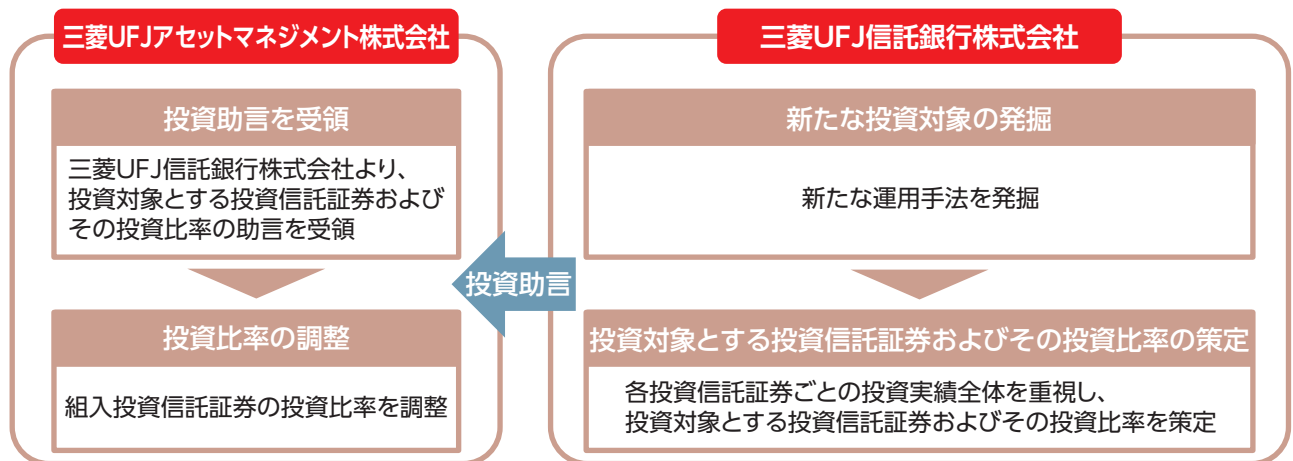 三菱UFJアセットマネジメント株式会社
投資助言を受領
三菱UFJ信託銀行株式会社より、
投資対象とする投資信託証券および
その投資比率の助言を受領
投資比率の調整
組入投資信託証券の投資比率を調整
投資助言
三菱UFJ信託銀行株式会社
新たな投資対象の発掘
新たな運用手法を発掘
投資対象とする投資信託証券およびその投資比率の策定
各投資信託証券ごとの投資実績全体を重視し、
投資対象とする投資信託証券およびその投資比率を策定